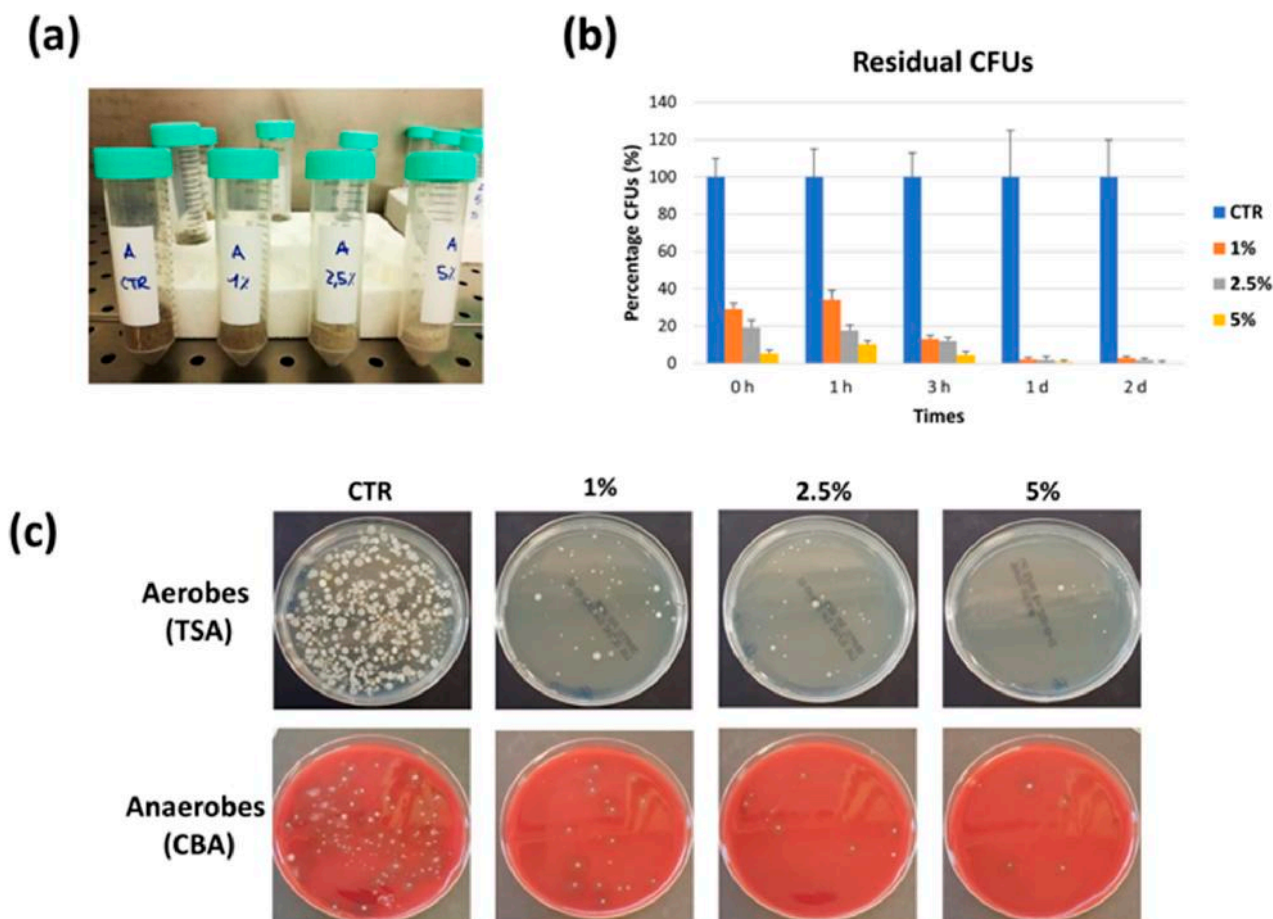 (a)
A
CTR
A
1%
A
2,5%
A
5%
(b)
Residual CFUs
Percentage CFUs (%)
140
120
100
80
60
40
20
0
0 h
1 h
3 h
1 d
2 d
Times
CTR
1%
2.5%
5%
(c)
CTR
1%
2.5%
5%
Aerobes
(TSA)
Anaerobes
(CBA)